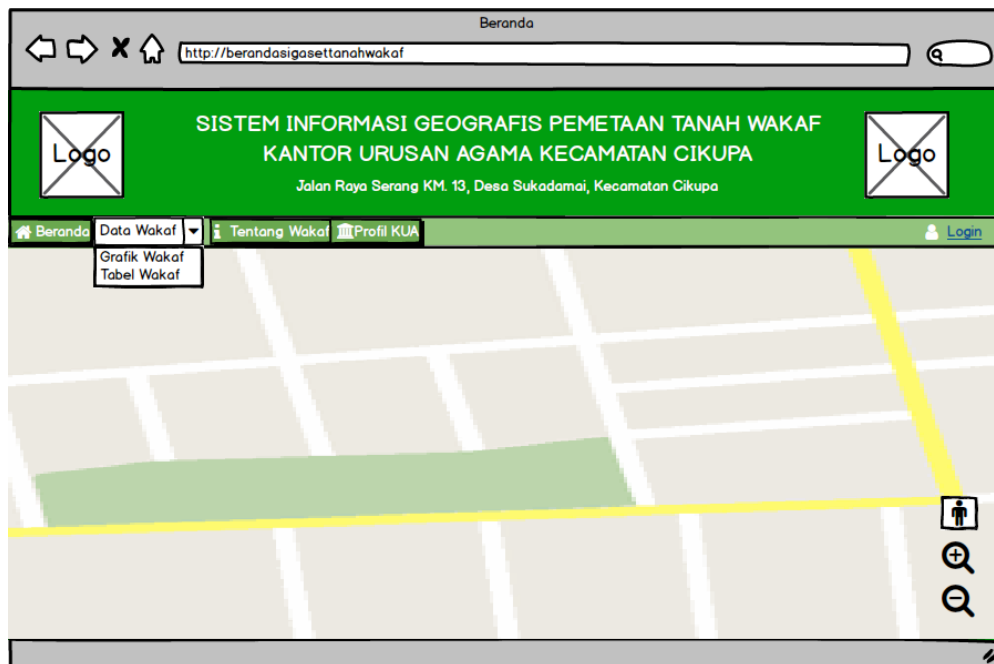 Beranda
http://berandasigasettanahwakaf
Logo
SISTEM INFORMASI GEOGRAFIS PEMETAAN TANAH WAKAF
KANTOR URUSAN AGAMA KECAMATAN CIKUPA
Jalan Raya Serang KM. 13, Desa Sukadamai, Kecamatan Cikupa
Logo
Beranda
Data Wakaf
Tentang Wakaf
Profil KUA
Login
Grafik Wakaf
Tabel Wakaf